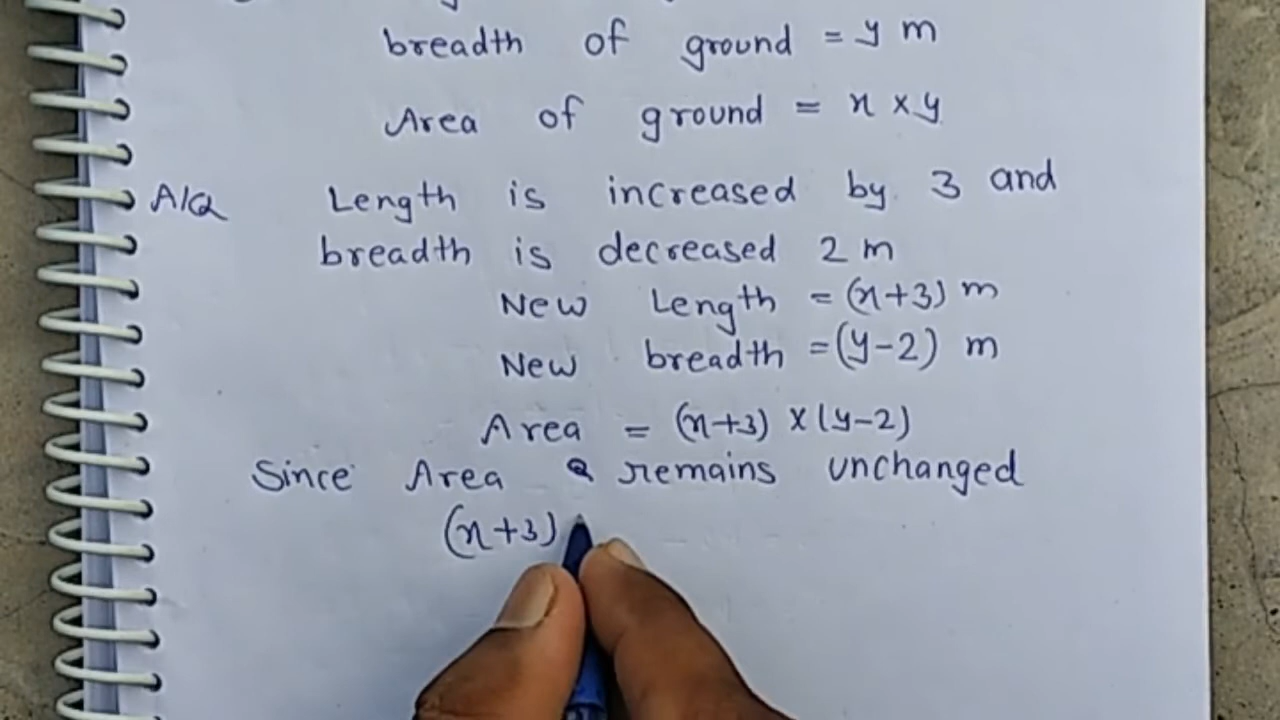 breadth of ground = y m
Area of ground = x × y
A/Q Length is increased by 3 and
breadth is decreased 2 m
New Length = (x+3) m
New breadth = (y-2) m
Area = (x+3) × (y-2)
Since Area remains unchanged
(x+3)